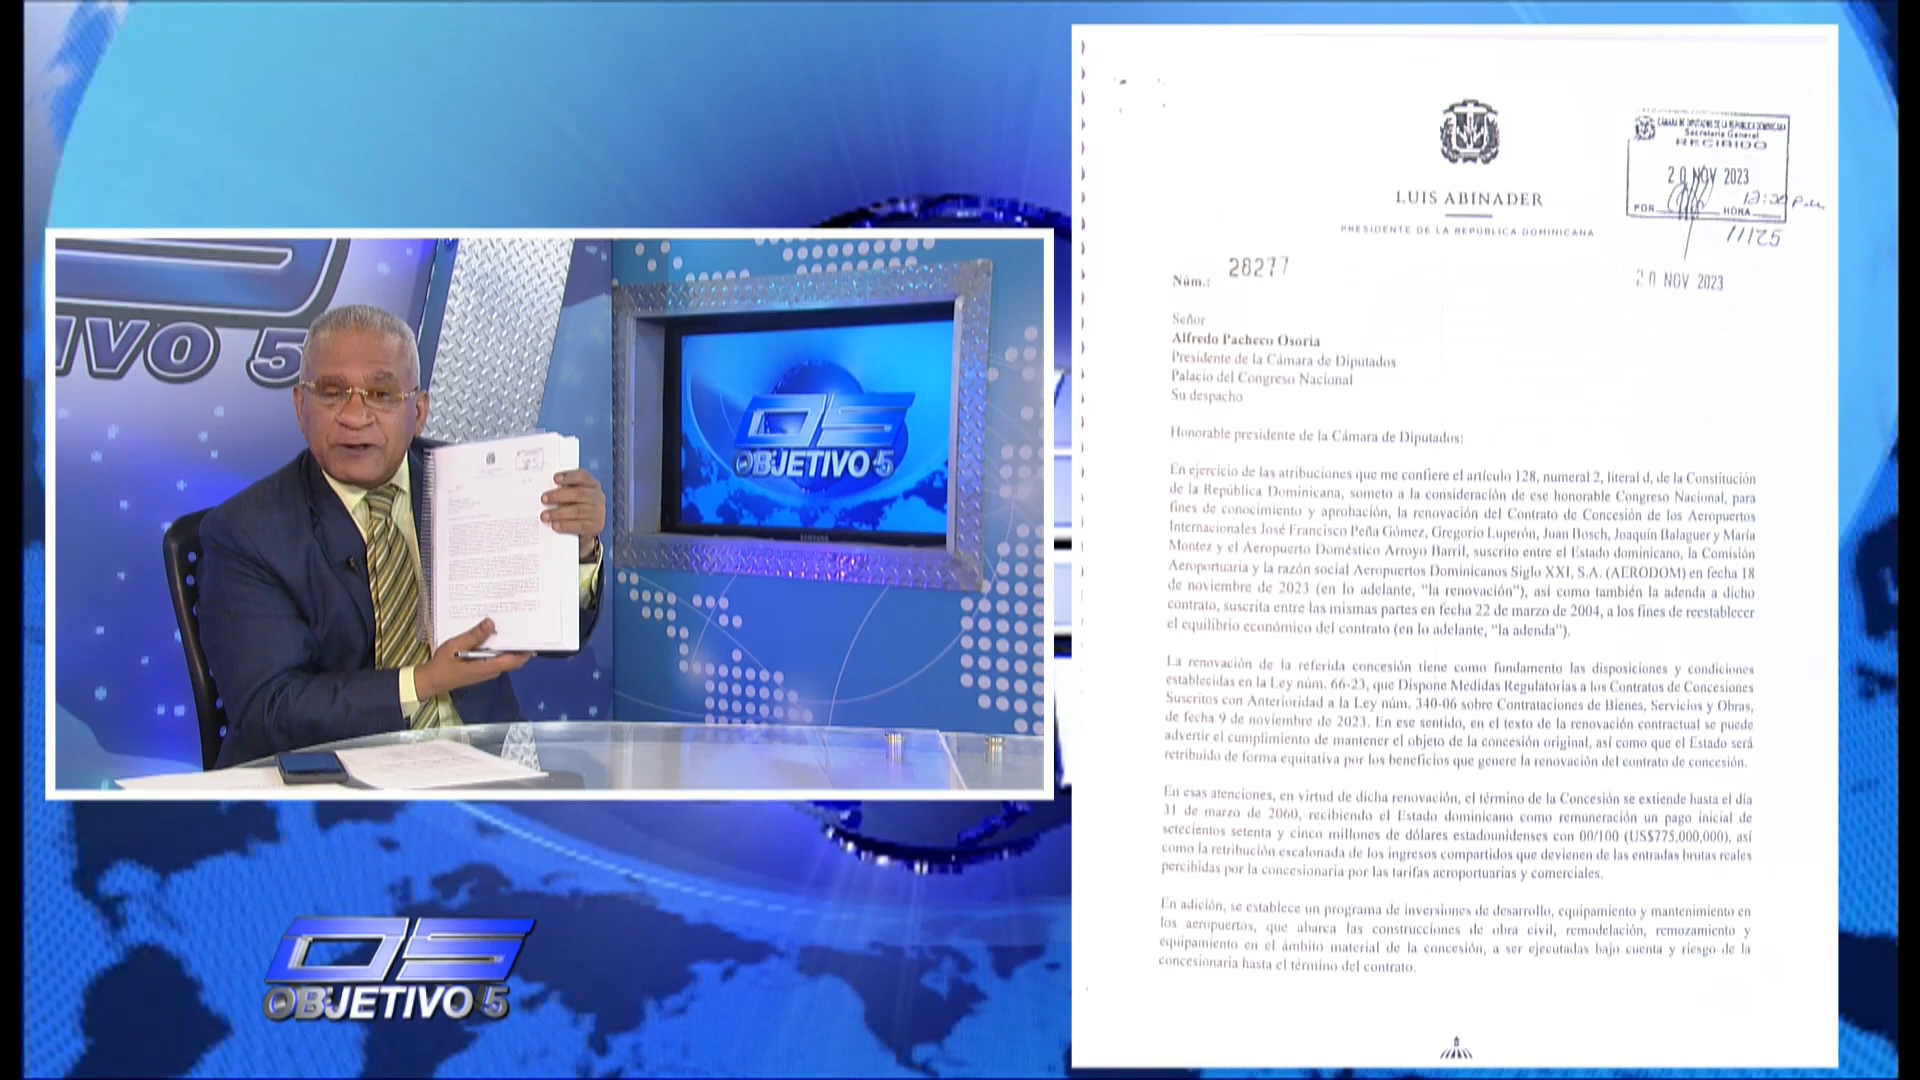 IVO 5
O5
OBJETIVO 5
SAMSUNG
O5
OBJETIVO 5
CÁMARA DE DIPUTADOS DE LA REPÚBLICA DOMINICANA
Secretaría General
RECIBIDO
20 NOV 2023
POR HORA
11125
LUIS ABINADER
PRESIDENTE DE LA REPÚBLICA DOMINICANA
Núm.: 28277
20 NOV 2023
Señor
Alfredo Pacheco Osoria
Presidente de la Cámara de Diputados
Palacio del Congreso Nacional
Su despacho
Honorable presidente de la Cámara de Diputados:
En ejercicio de las atribuciones que me confiere el artículo 128, numeral 2, literal d, de la Constitución
de la República Dominicana, someto a la consideración de ese honorable Congreso Nacional, para
fines de conocimiento y aprobación, la renovación del Contrato de Concesión de los Aeropuertos
Internacionales José Francisco Peña Gómez, Gregorio Luperón, Juan Bosch, Joaquín Balaguer y María
Montez y el Aeropuerto Doméstico Arroyo Barril, suscrito entre el Estado dominicano, la Comisión
Aeroportuaria y la razón social Aeropuertos Dominicanos Siglo XXI, S.A. (AERODOM) en fecha 18
de noviembre de 2023 (en lo adelante, “la renovación”), así como también la adenda a dicho
contrato, suscrita entre las mismas partes en fecha 22 de marzo de 2004, a los fines de reestablecer
el equilibrio económico del contrato (en lo adelante, “la adenda”).
La renovación de la referida concesión tiene como fundamento las disposiciones y condiciones
establecidas en la Ley núm. 66-23, que Dispone Medidas Regulatorias a los Contratos de Concesiones
Suscritos con Anterioridad a la Ley núm. 340-06 sobre Contrataciones de Bienes, Servicios y Obras,
de fecha 9 de noviembre de 2023. En ese sentido, en el texto de la renovación contractual se puede
advertir el cumplimiento de mantener el objeto de la concesión original, así como que el Estado será
retribuido de forma equitativa por los beneficios que genere la renovación del contrato de concesión.
En esas atenciones, en virtud de dicha renovación, el término de la Concesión se extiende hasta el día
31 de marzo de 2060, recibiendo el Estado dominicano como remuneración un pago inicial de
setecientos setenta y cinco millones de dólares estadounidenses con 00/100 (US$775,000,000), así
como la retribución escalonada de los ingresos compartidos que devienen de las entradas brutas reales
percibidas por la concesionaria por las tarifas aeroportuarias y comerciales.
En adición, se establece un programa de inversiones de desarrollo, equipamiento y mantenimiento en
los aeropuertos, que abarca las construcciones de obra civil, remodelación, remozamiento y
equipamiento en el ámbito material de la concesión, a ser ejecutadas bajo cuenta y riesgo de la
concesionaria hasta el término del contrato.